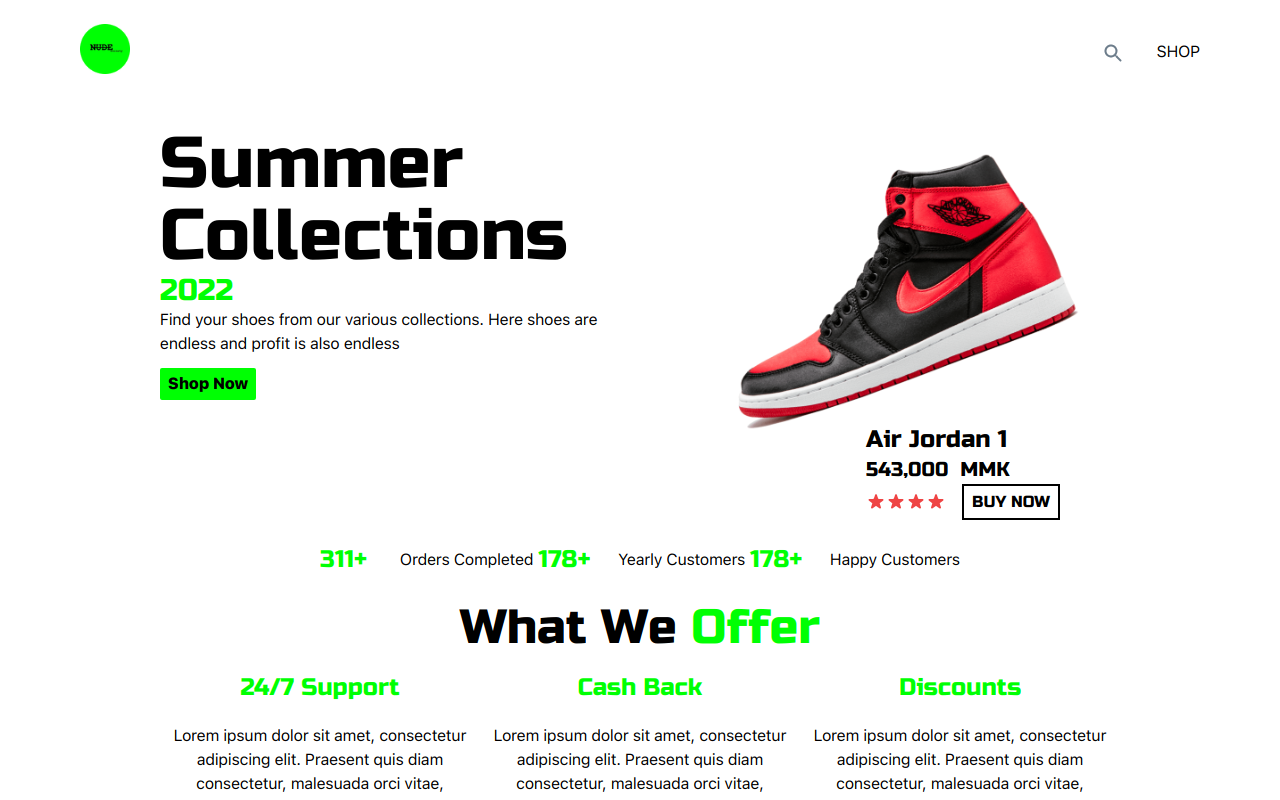 NUDE
SHOP
Summer
Collections
2022
Find your shoes from our various collections. Here shoes are
endless and profit is also endless
Shop Now
Air Jordan 1
543,000 MMK
BUY NOW
311+ Orders Completed 178+ Yearly Customers 178+ Happy Customers
What We Offer
24/7 Support
Lorem ipsum dolor sit amet, consectetur
adipiscing elit. Praesent quis diam
consectetur, malesuada orci vitae,
Cash Back
Lorem ipsum dolor sit amet, consectetur
adipiscing elit. Praesent quis diam
consectetur, malesuada orci vitae,
Discounts
Lorem ipsum dolor sit amet, consectetur
adipiscing elit. Praesent quis diam
consectetur, malesuada orci vitae,